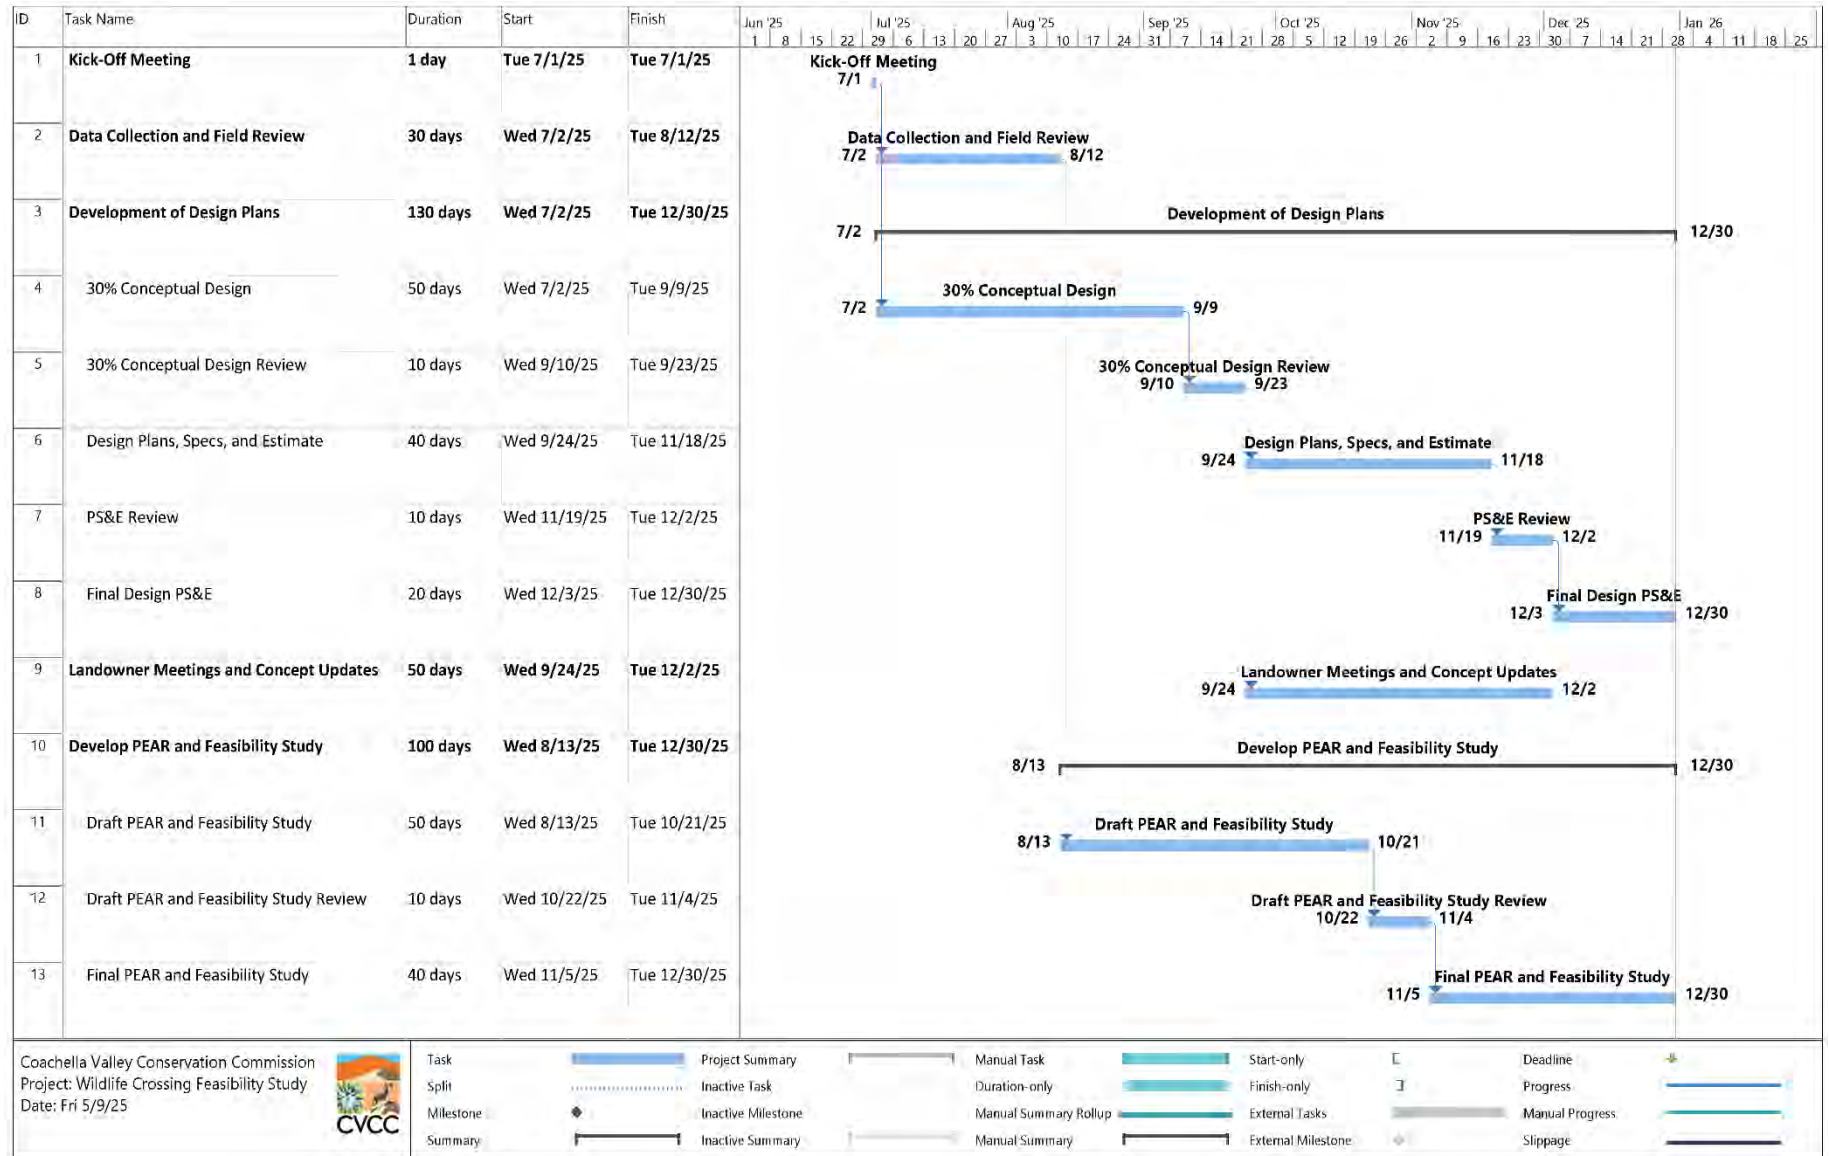 ID Task Name Duration Start Finish Jun '25 Jul '25 Aug '25 Sep '25 Oct '25 Nov '25 Dec '25 Jan '26
1 8 15 22 29 6 13 20 27 3 10 17 24 31 7 14 21 28 5 12 19 26 2 9 16 23 30 7 14 21 28 4 11 18 25
1 Kick-Off Meeting 1 day Tue 7/1/25 Tue 7/1/25
Kick-Off Meeting
7/1
2 Data Collection and Field Review 30 days Wed 7/2/25 Tue 8/12/25
Data Collection and Field Review
7/2 8/12
3 Development of Design Plans 130 days Wed 7/2/25 Tue 12/30/25
Development of Design Plans
7/2 12/30
4 30% Conceptual Design 50 days Wed 7/2/25 Tue 9/9/25
30% Conceptual Design
7/2 9/9
5 30% Conceptual Design Review 10 days Wed 9/10/25 Tue 9/23/25
30% Conceptual Design Review
9/10 9/23
6 Design Plans, Specs, and Estimate 40 days Wed 9/24/25 Tue 11/18/25
Design Plans, Specs, and Estimate
9/24 11/18
7 PS&E Review 10 days Wed 11/19/25 Tue 12/2/25
PS&E Review
11/19 12/2
8 Final Design PS&E 20 days Wed 12/3/25 Tue 12/30/25
Final Design PS&E
12/3 12/30
9 Landowner Meetings and Concept Updates 50 days Wed 9/24/25 Tue 12/2/25
Landowner Meetings and Concept Updates
9/24 12/2
10 Develop PEAR and Feasibility Study 100 days Wed 8/13/25 Tue 12/30/25
Develop PEAR and Feasibility Study
8/13 12/30
11 Draft PEAR and Feasibility Study 50 days Wed 8/13/25 Tue 10/21/25
Draft PEAR and Feasibility Study
8/13 10/21
12 Draft PEAR and Feasibility Study Review 10 days Wed 10/22/25 Tue 11/4/25
Draft PEAR and Feasibility Study Review
10/22 11/4
13 Final PEAR and Feasibility Study 40 days Wed 11/5/25 Tue 12/30/25
Final PEAR and Feasibility Study
11/5 12/30
Coachella Valley Conservation Commission
Project: Wildlife Crossing Feasibility Study
Date: Fri 5/9/25
CVCC
Task Project Summary Manual Task Start-only Deadline
Split Inactive Task Duration-only Finish-only Progress
Milestone Inactive Milestone Manual Summary Rollup External Tasks Manual Progress
Summary Inactive Summary Manual Summary External Milestone Slippage